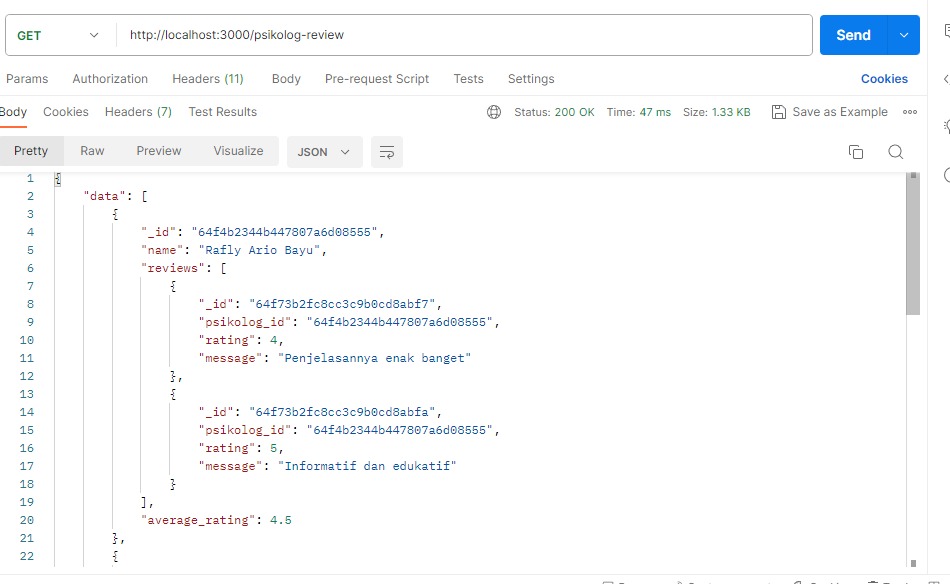 GET http://localhost:3000/psikolog-review Send
Params Authorization Headers (11) Body Pre-request Script Tests Settings Cookies
Body Cookies Headers (7) Test Results Status: 200 OK Time: 47 ms Size: 1.33 KB Save as Example
Pretty Raw Preview Visualize JSON
1 {
2 "data": [
3 {
4 "_id": "64f4b2344b447807a6d08555",
5 "name": "Rafly Ario Bayu",
6 "reviews": [
7 {
8 "_id": "64f73b2fc8cc3c9b0cd8abf7",
9 "psikolog_id": "64f4b2344b447807a6d08555",
10 "rating": 4,
11 "message": "Penjelasannya enak banget"
12 },
13 {
14 "_id": "64f73b2fc8cc3c9b0cd8abfa",
15 "psikolog_id": "64f4b2344b447807a6d08555",
16 "rating": 5,
17 "message": "Informatif dan edukatif"
18 }
19 ],
20 "average_rating": 4.5
21 },
22 {